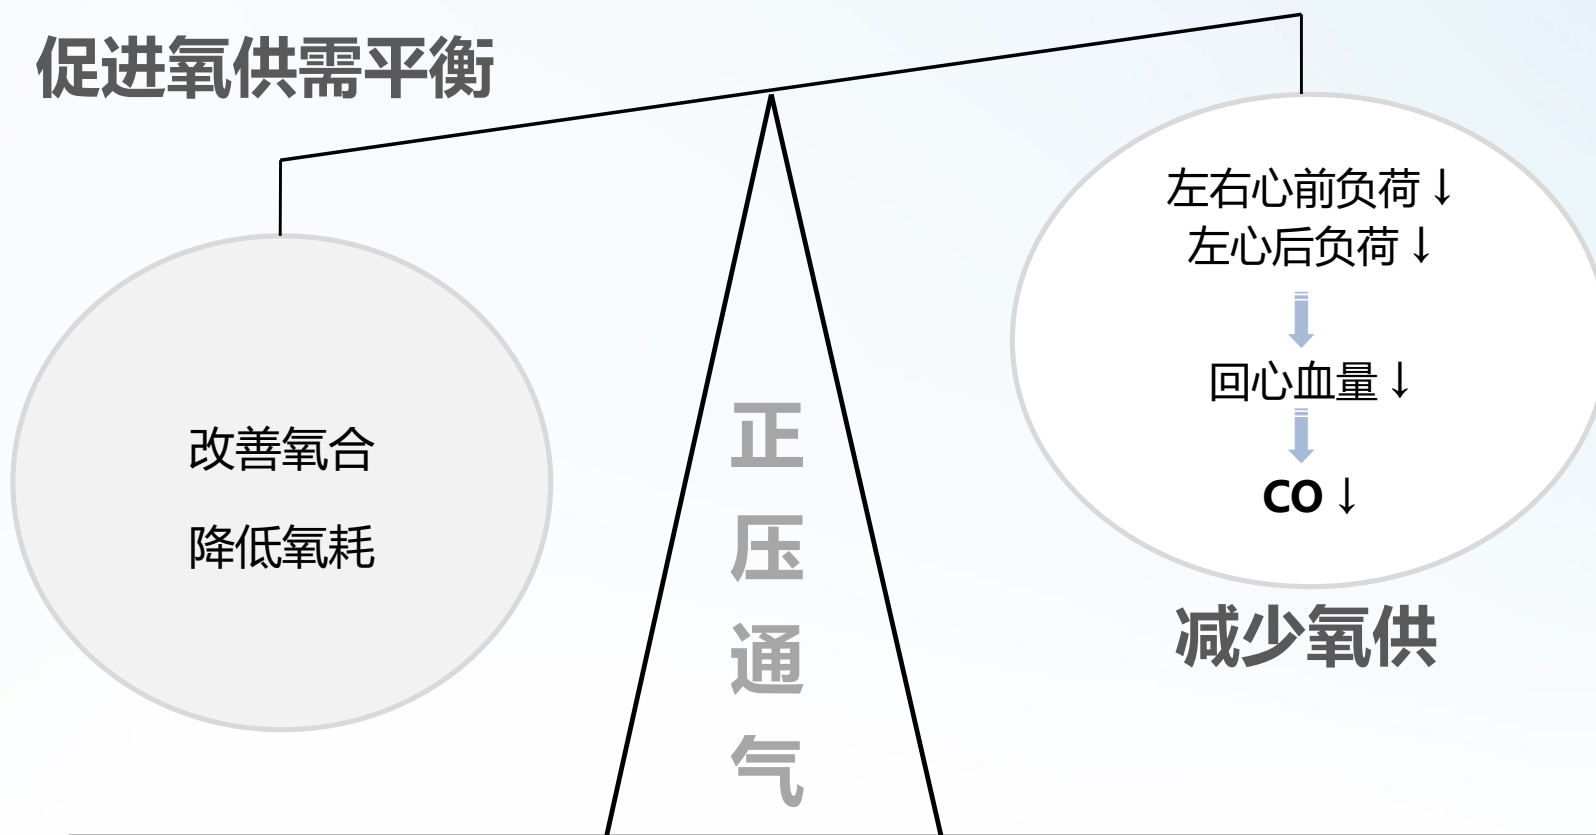 促进氧供需平衡
改善氧合
降低氧耗
正
压
通
气
左右心前负荷↓
左心后负荷↓
回心血量↓
CO↓
减少氧供